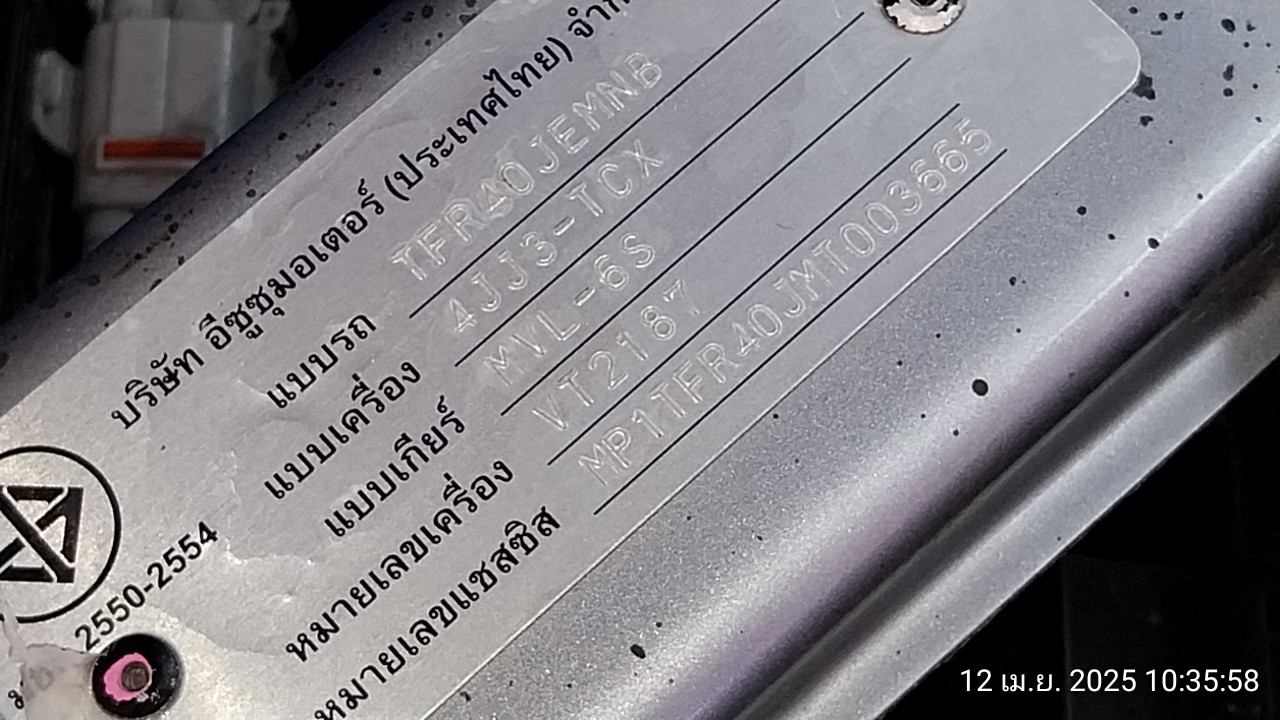 บริษัท อีซูซุมอเตอร์ (ประเทศไทย)
แบบรถ TFR40JEMNB
แบบเครื่อง 4JJ3-TCX
แบบเกียร์ MVL-6S
หมายเลขเครื่อง VT2187
หมายเลขแชสซิส MP1TFR40JMT003665
2550-2554
12 เม.ย. 2025 10:35:58